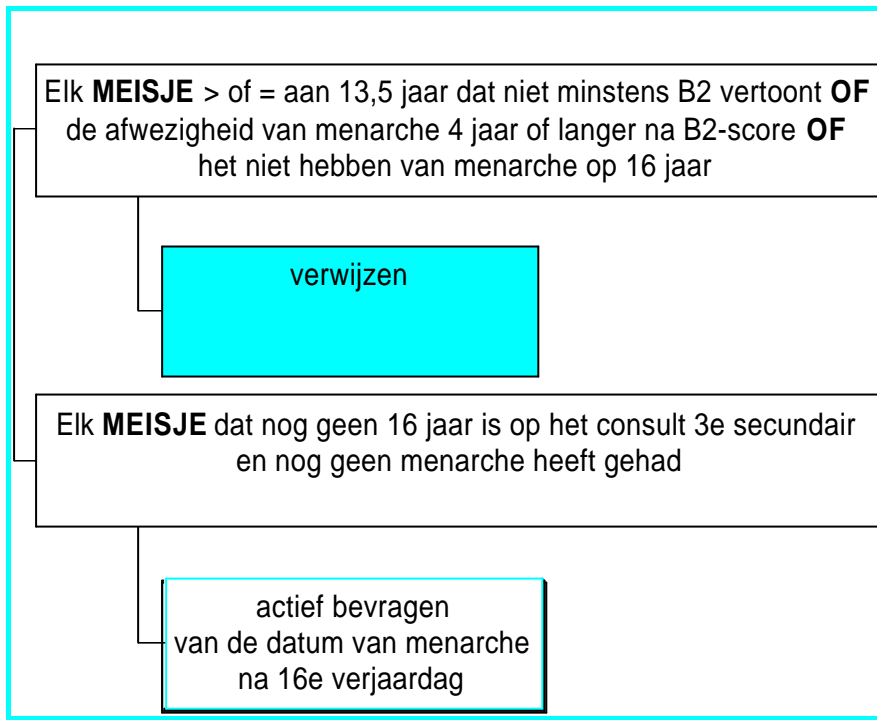 Elk MEISJE > of = aan 13,5 jaar dat niet minstens B2 vertoont OF
de afwezigheid van menarche 4 jaar of langer na B2-score OF
het niet hebben van menarche op 16 jaar
verwijzen
Elk MEISJE dat nog geen 16 jaar is op het consult 3e secundair
en nog geen menarche heeft gehad
actief bevragen
van de datum van menarche
na 16e verjaardag